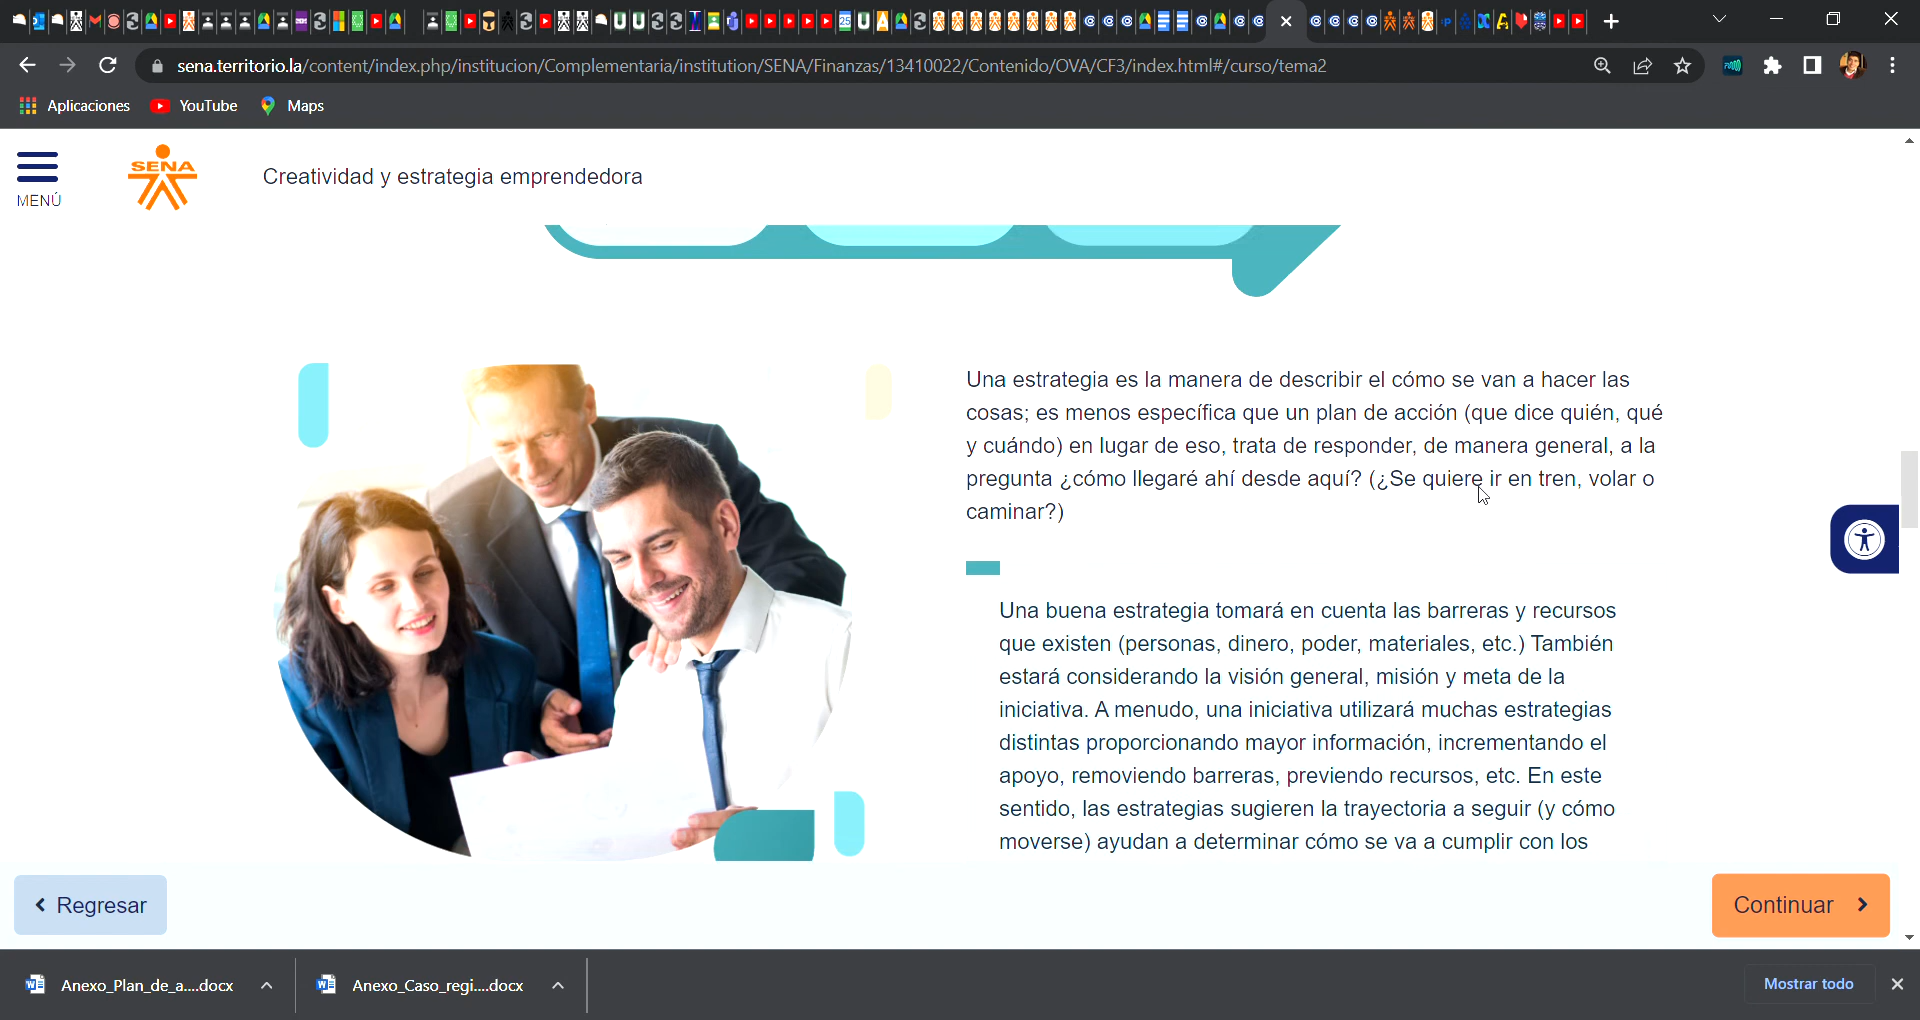 25
sena.territorio.la/content/index.php/institucion/Complementaria/institution/SENA/Finanzas/13410022/Contenido/OVA/CF3/index.html#/curso/tema2
Aplicaciones
YouTube
Maps
MENÚ
SENA
Creatividad y estrategia emprendedora
Una estrategia es la manera de describir el cómo se van a hacer las
cosas; es menos específica que un plan de acción (que dice quién, qué
y cuándo) en lugar de eso, trata de responder, de manera general, a la
pregunta ¿cómo llegaré ahí desde aquí? (¿Se quiere ir en tren, volar o
caminar?)
Una buena estrategia tomará en cuenta las barreras y recursos
que existen (personas, dinero, poder, materiales, etc.) También
estará considerando la visión general, misión y meta de la
iniciativa. A menudo, una iniciativa utilizará muchas estrategias
distintas proporcionando mayor información, incrementando el
apoyo, removiendo barreras, previendo recursos, etc. En este
sentido, las estrategias sugieren la trayectoria a seguir (y cómo
moverse) ayudan a determinar cómo se va a cumplir con los
Regresar
Continuar
Anexo_Plan_de_a....docx
Anexo_Caso_regi....docx
Mostrar todo